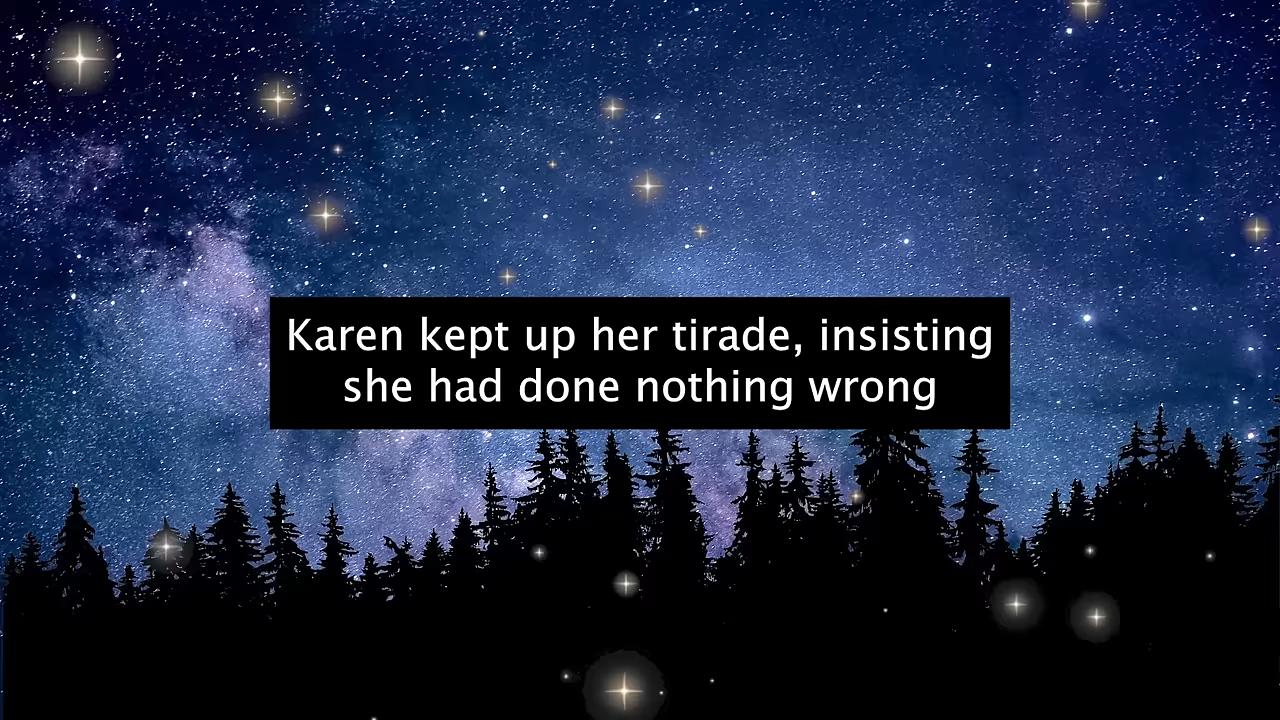 Karen kept up her tirade, insisting
she had done nothing wrong